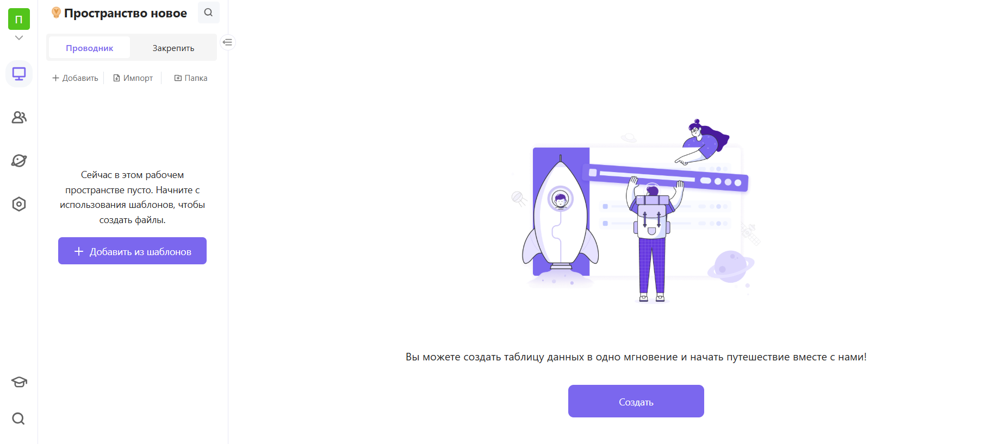 П
Пространство новое
Проводник
Закрепить
Добавить
Импорт
Папка
Сейчас в этом рабочем
пространстве пусто. Начните с
использования шаблонов, чтобы
создать файлы.
Добавить из шаблонов
Вы можете создать таблицу данных в одно мгновение и начать путешествие вместе с нами!
Создать